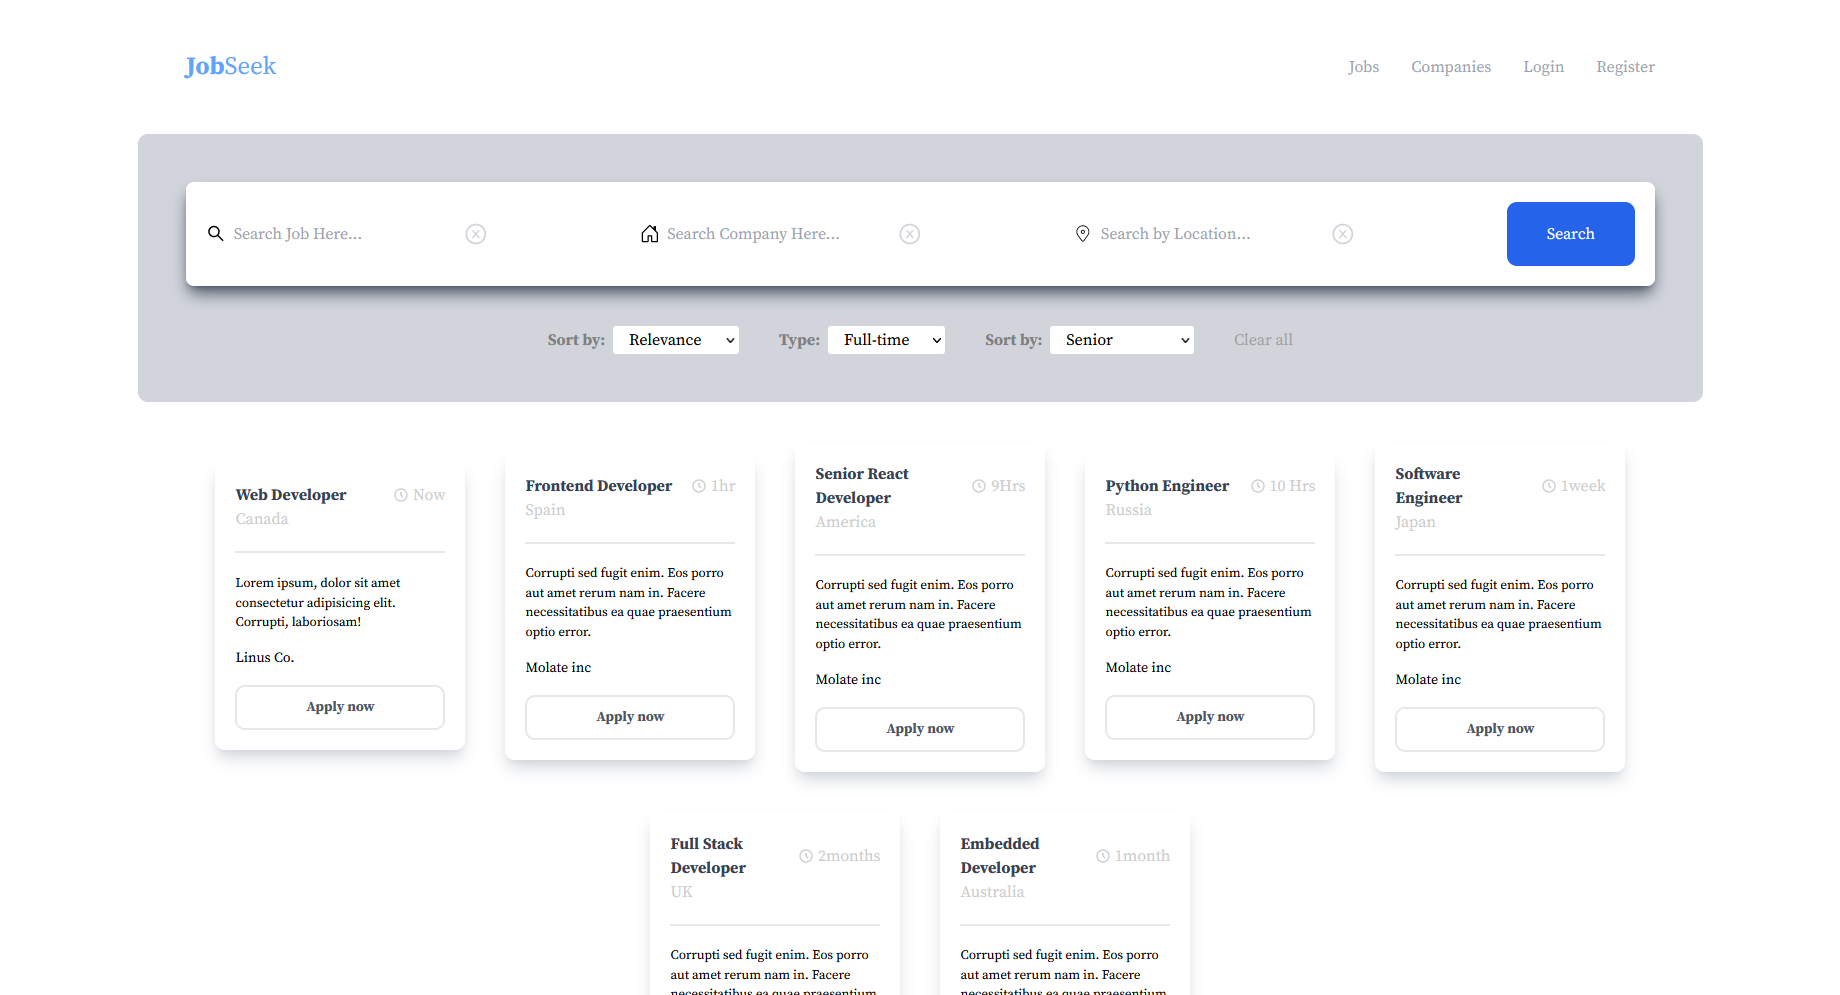 JobSeek
Jobs Companies Login Register
Search Job Here... Search Company Here... Search by Location... Search
Sort by: Relevance Type: Full-time Sort by: Senior Clear all
Web Developer Now
Canada
Lorem ipsum, dolor sit amet
consectetur adipisicing elit.
Corrupti, laboriosam!
Linus Co.
Apply now
Frontend Developer 1hr
Spain
Corrupti sed fugit enim. Eos porro
aut amet rerum nam in. Facere
necessitatibus ea quae praesentium
optio error.
Molate inc
Apply now
Senior React
Developer
9Hrs
America
Corrupti sed fugit enim. Eos porro
aut amet rerum nam in. Facere
necessitatibus ea quae praesentium
optio error.
Molate inc
Apply now
Python Engineer 10 Hrs
Russia
Corrupti sed fugit enim. Eos porro
aut amet rerum nam in. Facere
necessitatibus ea quae praesentium
optio error.
Molate inc
Apply now
Software
Engineer
1week
Japan
Corrupti sed fugit enim. Eos porro
aut amet rerum nam in. Facere
necessitatibus ea quae praesentium
optio error.
Molate inc
Apply now
Full Stack
Developer
2months
UK
Corrupti sed fugit enim. Eos porro
aut amet rerum nam in. Facere
necessitatibus ea quae praesentium
Embedded
Developer
1month
Australia
Corrupti sed fugit enim. Eos porro
aut amet rerum nam in. Facere
necessitatibus ea quae praesentium